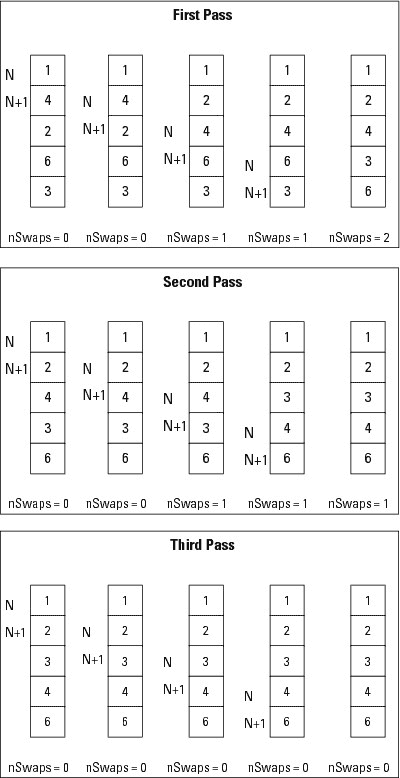 First Pass
N 1 1 1 1 1
N+1 4 N 4 2 2 2
2 N+1 2 N 4 4 4
6 6 N+1 6 N 6 3
3 3 3 N+1 3 6
nSwaps = 0 nSwaps = 0 nSwaps = 1 nSwaps = 1 nSwaps = 2
Second Pass
N 1 1 1 1 1
N+1 2 N 2 2 2 2
4 N+1 4 N 4 3 3
3 3 N+1 3 N 4 4
6 6 6 N+1 6 6
nSwaps = 0 nSwaps = 0 nSwaps = 1 nSwaps = 1 nSwaps = 1
Third Pass
N 1 1 1 1 1
N+1 2 N 2 2 2 2
3 N+1 3 N 3 3 3
4 4 N+1 4 N 4 4
6 6 6 N+1 6 6
nSwaps = 0 nSwaps = 0 nSwaps = 0 nSwaps = 0 nSwaps = 0